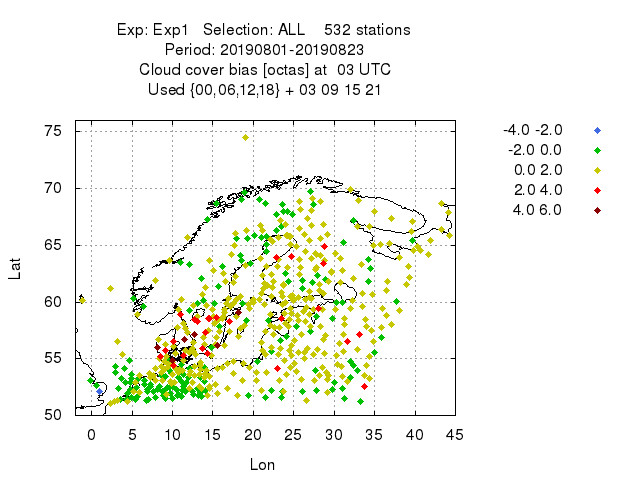 Exp: Exp1 Selection: ALL 532 stations
Period: 20190801-20190823
Cloud cover bias [octas] at 03 UTC
Used {00,06,12,18} + 03 09 15 21
-4.0 -2.0
-2.0 0.0
0.0 2.0
2.0 4.0
4.0 6.0
75
70
65
60
55
50
Lat
0 5 10 15 20 25 30 35 40 45
Lon